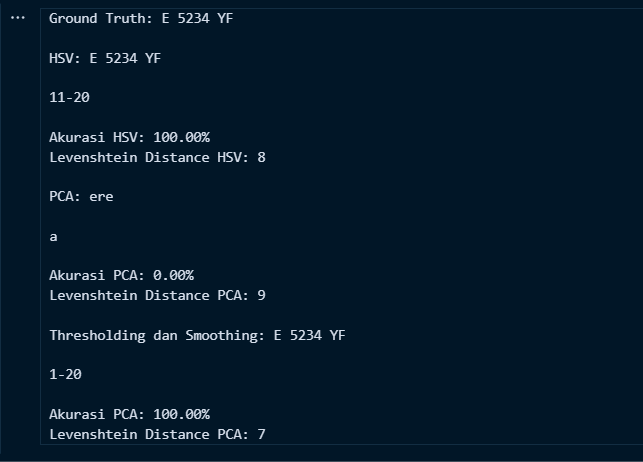 Ground Truth: E 5234 YF
HSV: E 5234 YF
11-20
Akurasi HSV: 100.00%
Levenshtein Distance HSV: 8
PCA: ere
a
Akurasi PCA: 0.00%
Levenshtein Distance PCA: 9
Thresholding dan Smoothing: E 5234 YF
1-20
Akurasi PCA: 100.00%
Levenshtein Distance PCA: 7